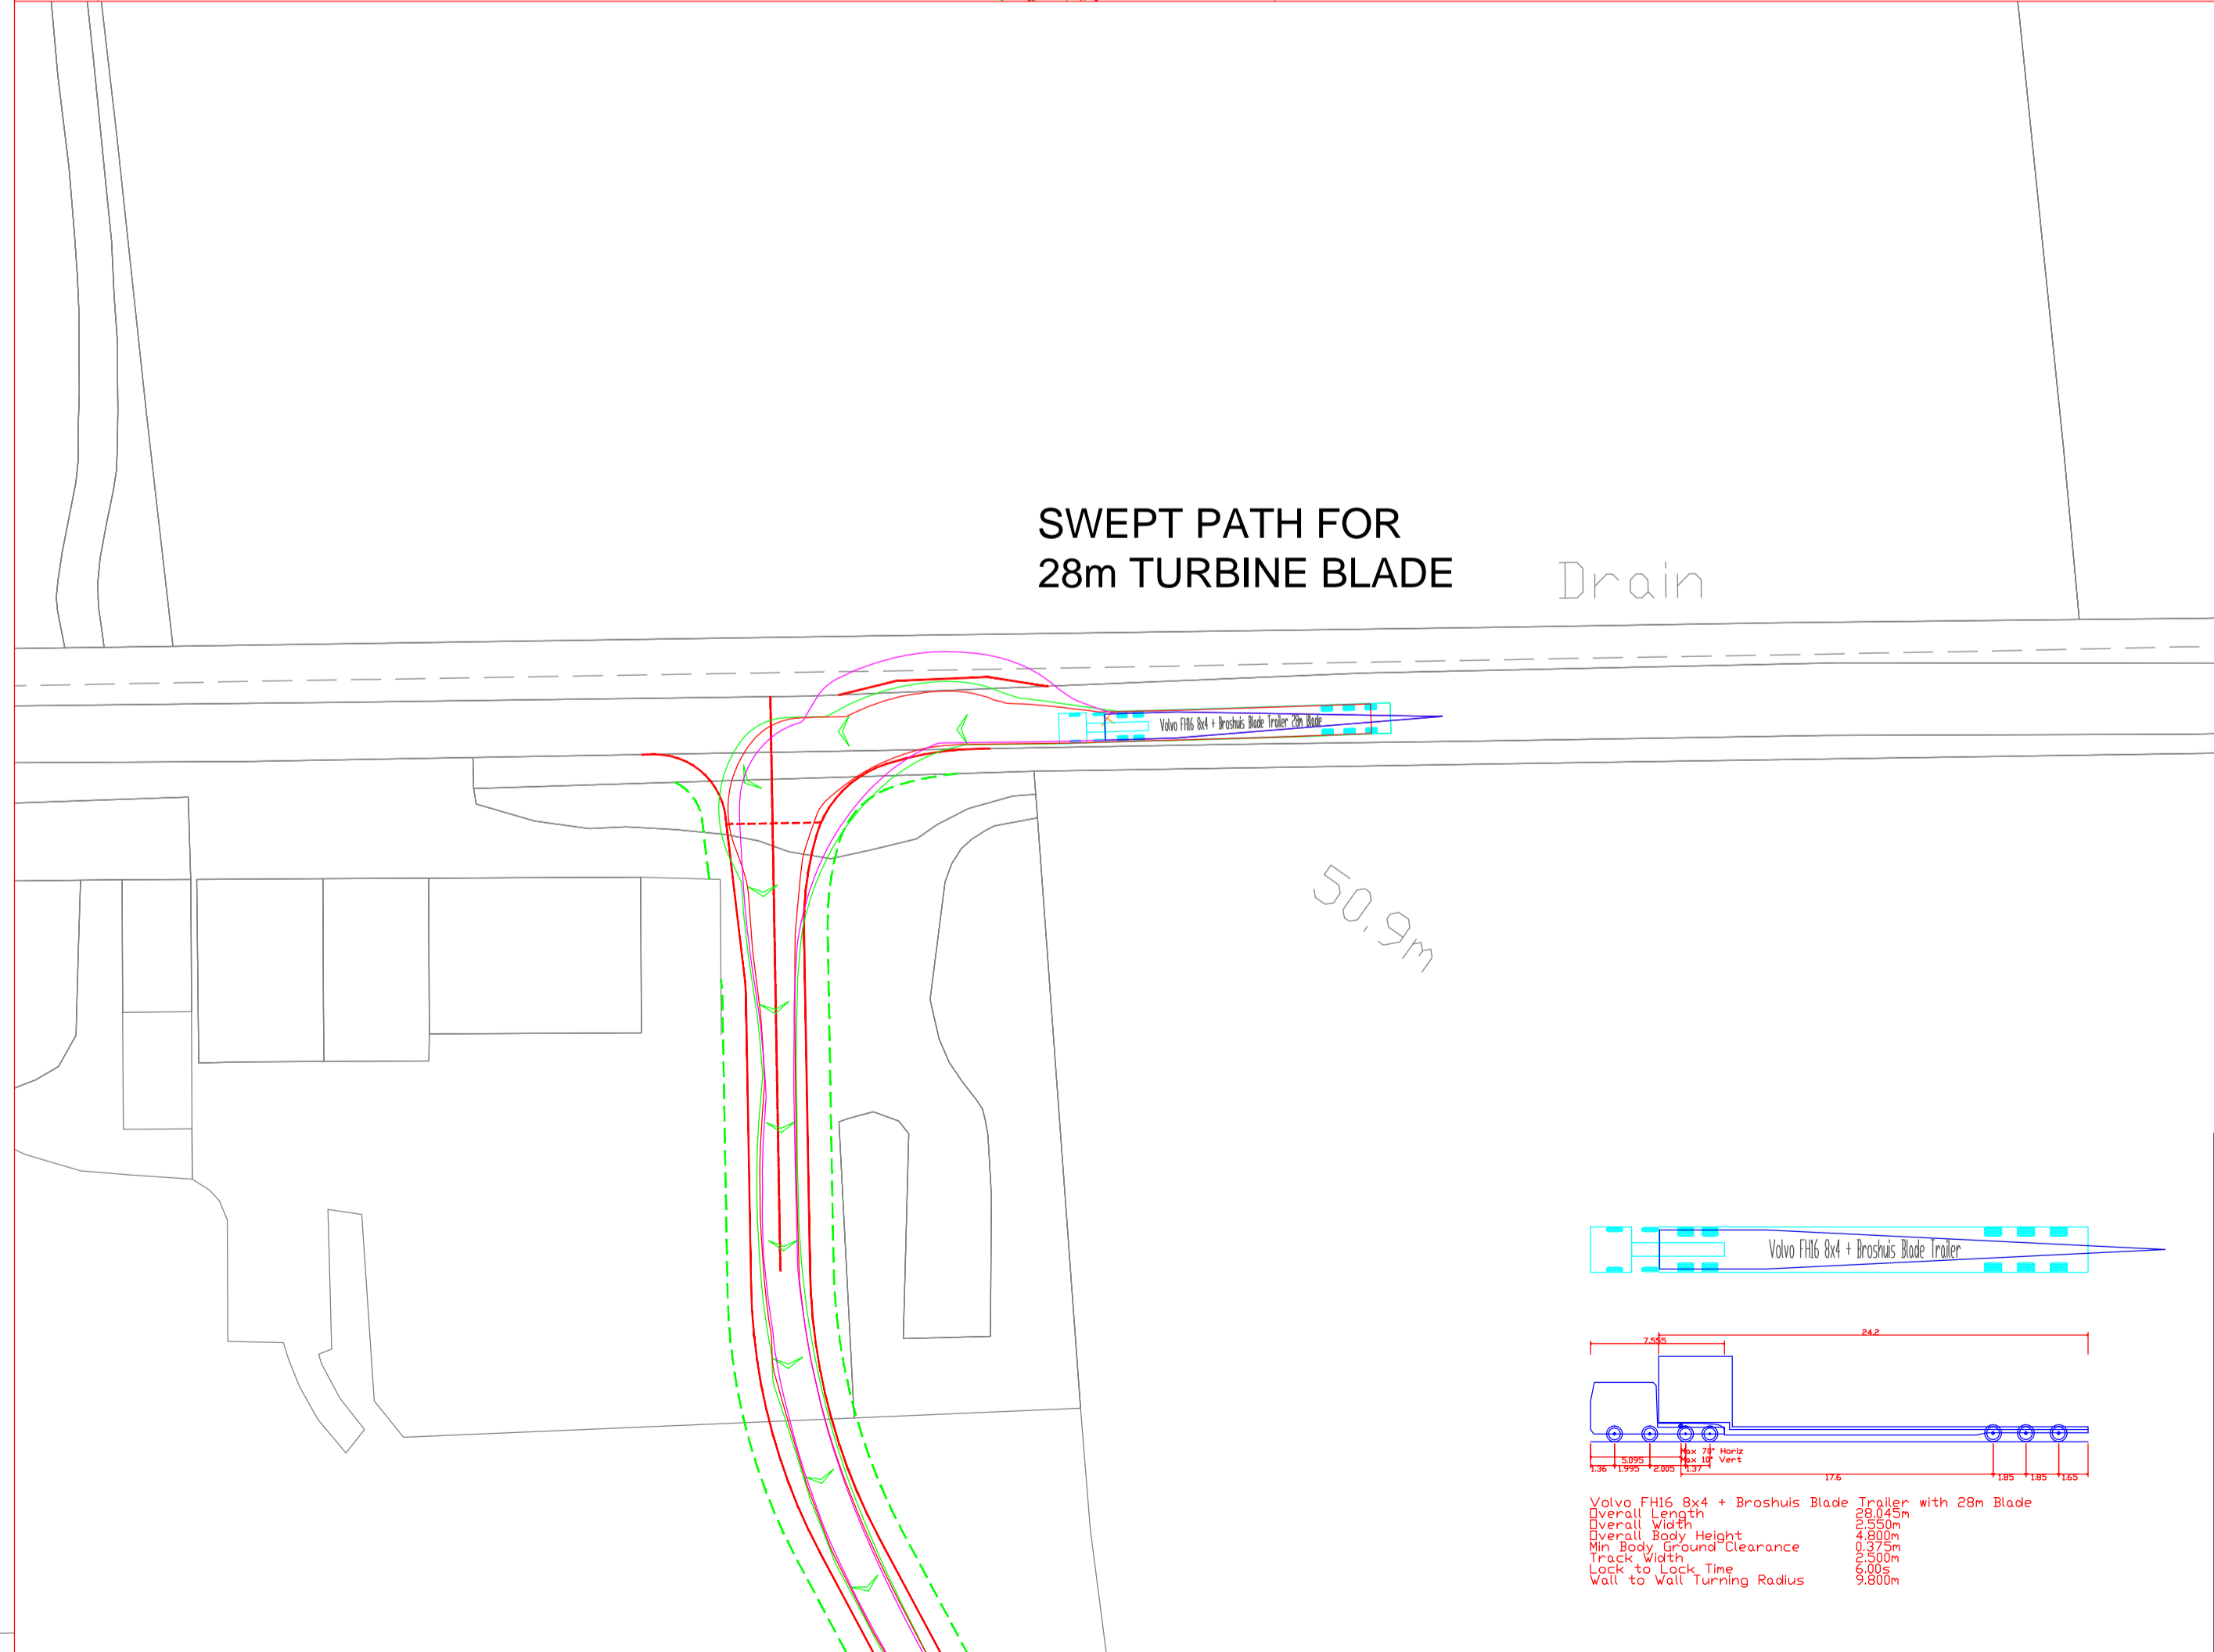 SWEPT PATH FOR
28m TURBINE BLADE
Drain
Volvo FH16 8x4 + Broshuis Blade Trailer 28m Blade
50.9m
Volvo FH16 8x4 + Broshuis Blade Trailer
24.2
7.555
Max 70° Horiz
Max 10° Vert
5.095
1.36 1.995 2.005 1.37
17.6 1.85 1.85 1.65
Volvo FH16 8x4 + Broshuis Blade Trailer with 28m Blade
Overall Length 28.045m
Overall Width 2.550m
Overall Body Height 4.800m
Min Body Ground Clearance 0.375m
Track Width 2.500m
Lock to Lock Time 6.00s
Wall to Wall Turning Radius 9.800m